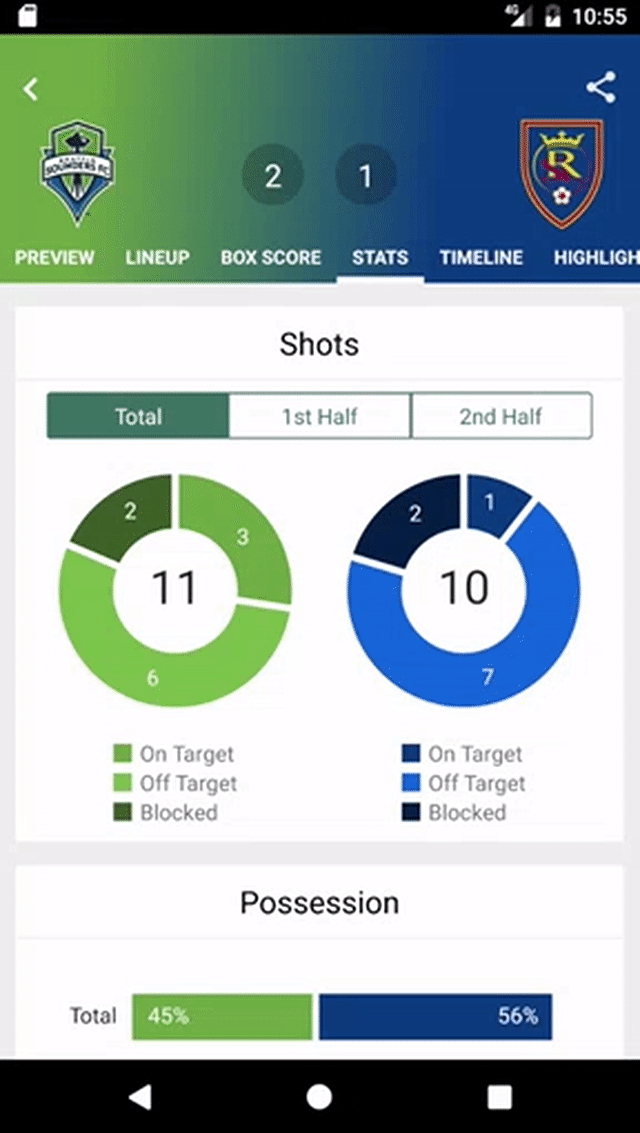 4G 10:55
SOUNDERS FC
2 1
PREVIEW LINEUP BOX SCORE STATS TIMELINE HIGHLIGH
Shots
Total 1st Half 2nd Half
2 3 2 1
11 10
6 7
On Target On Target
Off Target Off Target
Blocked Blocked
Possession
Total 45% 56%